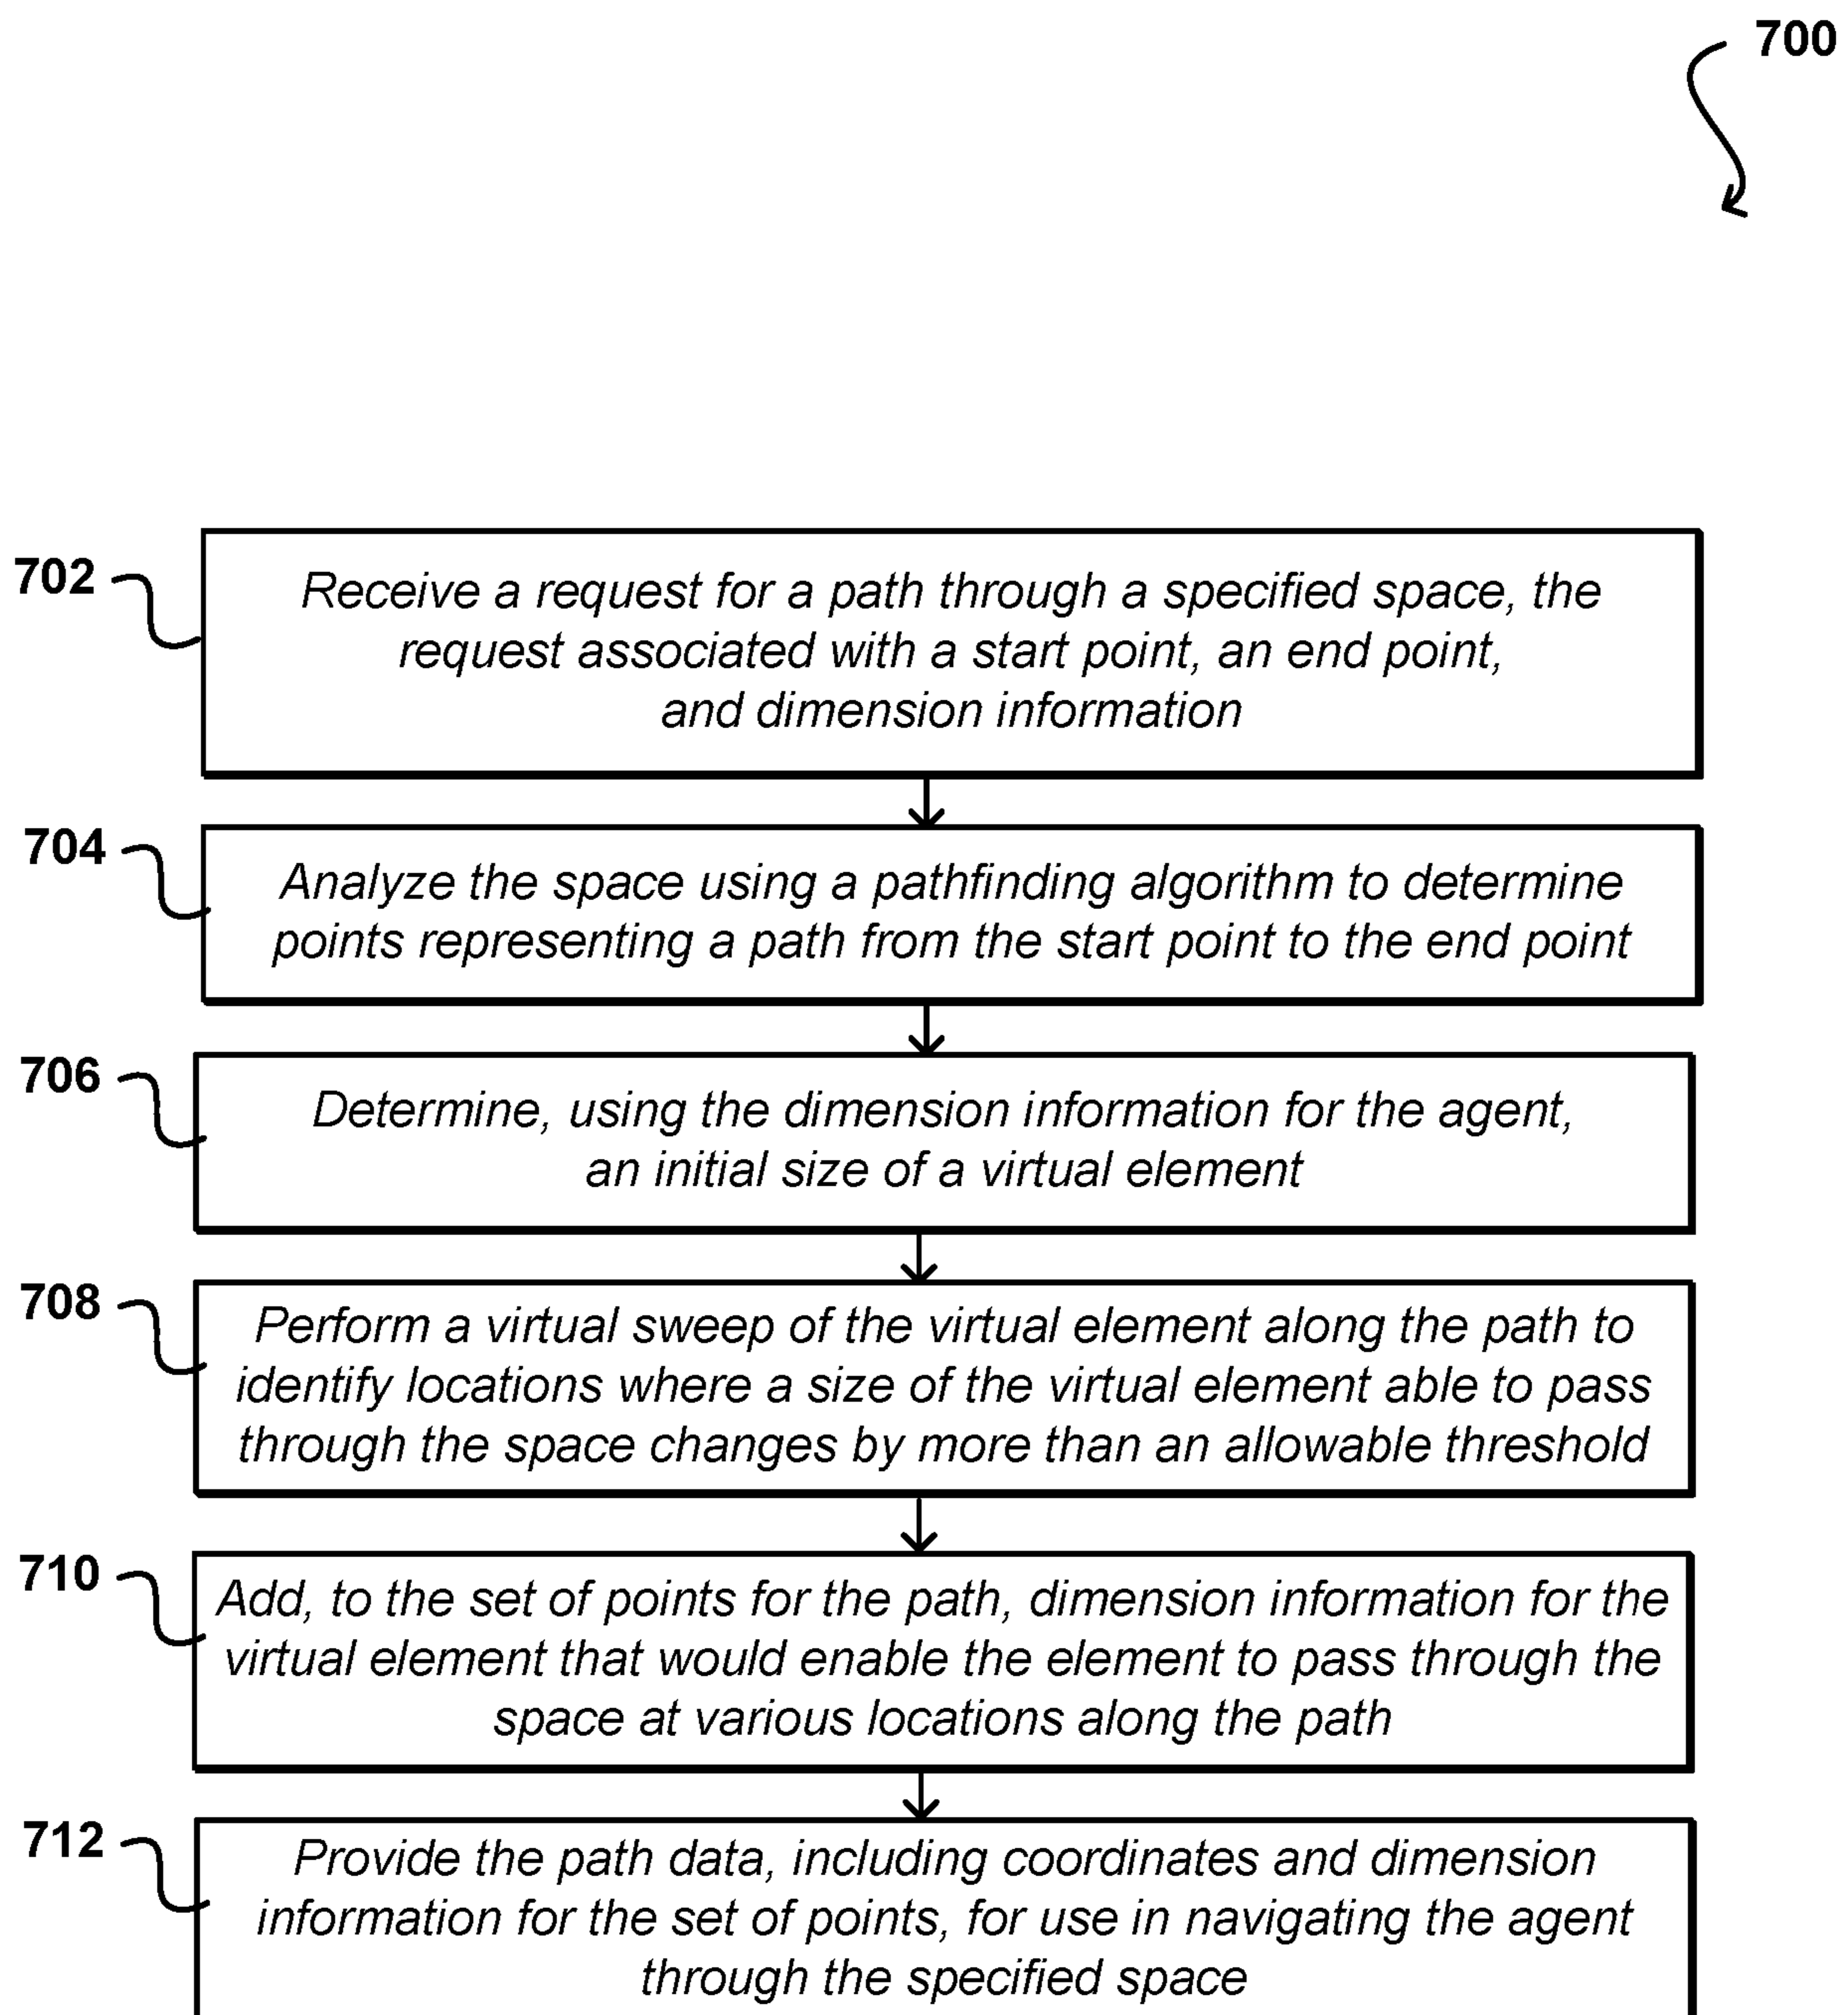 700
702
Receive a request for a path through a specified space, the
request associated with a start point, an end point,
and dimension information
704
Analyze the space using a pathfinding algorithm to determine
points representing a path from the start point to the end point
706
Determine, using the dimension information for the agent,
an initial size of a virtual element
708
Perform a virtual sweep of the virtual element along the path to
identify locations where a size of the virtual element able to pass
through the space changes by more than an allowable threshold
710
Add, to the set of points for the path, dimension information for the
virtual element that would enable the element to pass through the
space at various locations along the path
712
Provide the path data, including coordinates and dimension
information for the set of points, for use in navigating the agent
through the specified space